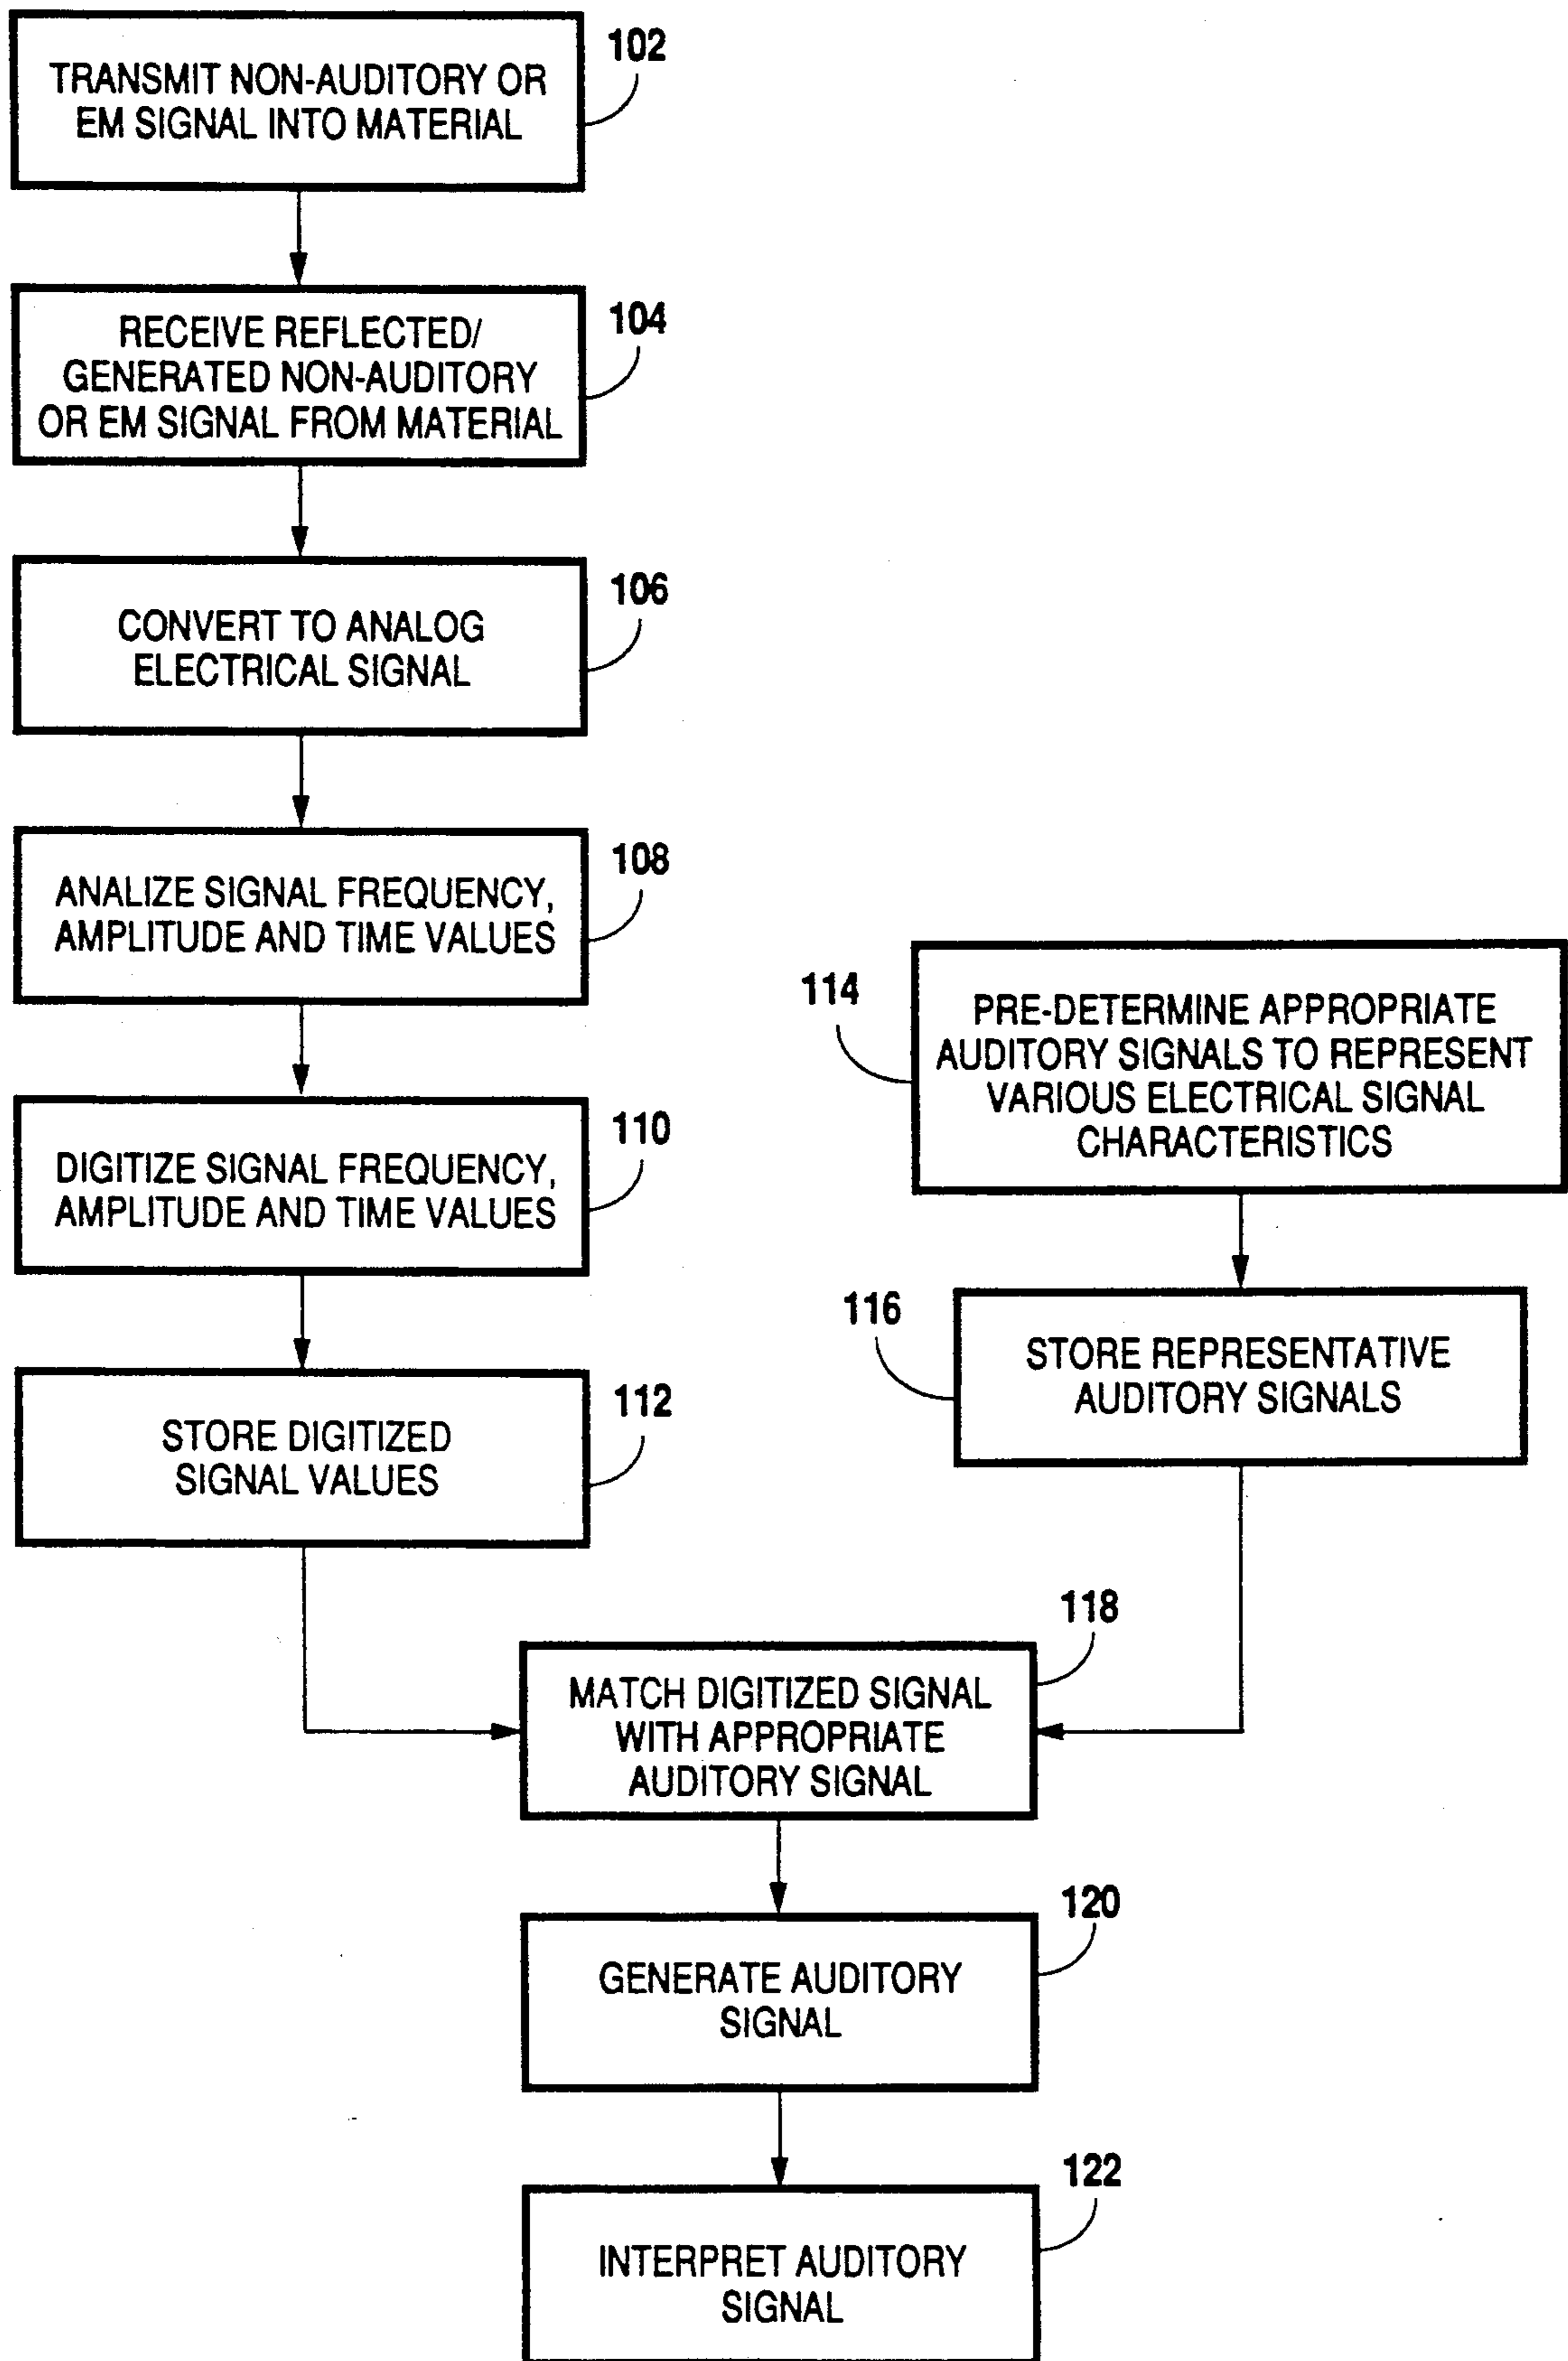 102
TRANSMIT NON-AUDITORY OR
EM SIGNAL INTO MATERIAL
104
RECEIVE REFLECTED/
GENERATED NON-AUDITORY
OR EM SIGNAL FROM MATERIAL
106
CONVERT TO ANALOG
ELECTRICAL SIGNAL
108
ANALIZE SIGNAL FREQUENCY,
AMPLITUDE AND TIME VALUES
110
DIGITIZE SIGNAL FREQUENCY,
AMPLITUDE AND TIME VALUES
112
STORE DIGITIZED
SIGNAL VALUES
114
PRE-DETERMINE APPROPRIATE
AUDITORY SIGNALS TO REPRESENT
VARIOUS ELECTRICAL SIGNAL
CHARACTERISTICS
116
STORE REPRESENTATIVE
AUDITORY SIGNALS
118
MATCH DIGITIZED SIGNAL
WITH APPROPRIATE
AUDITORY SIGNAL
120
GENERATE AUDITORY
SIGNAL
122
INTERPRET AUDITORY
SIGNAL